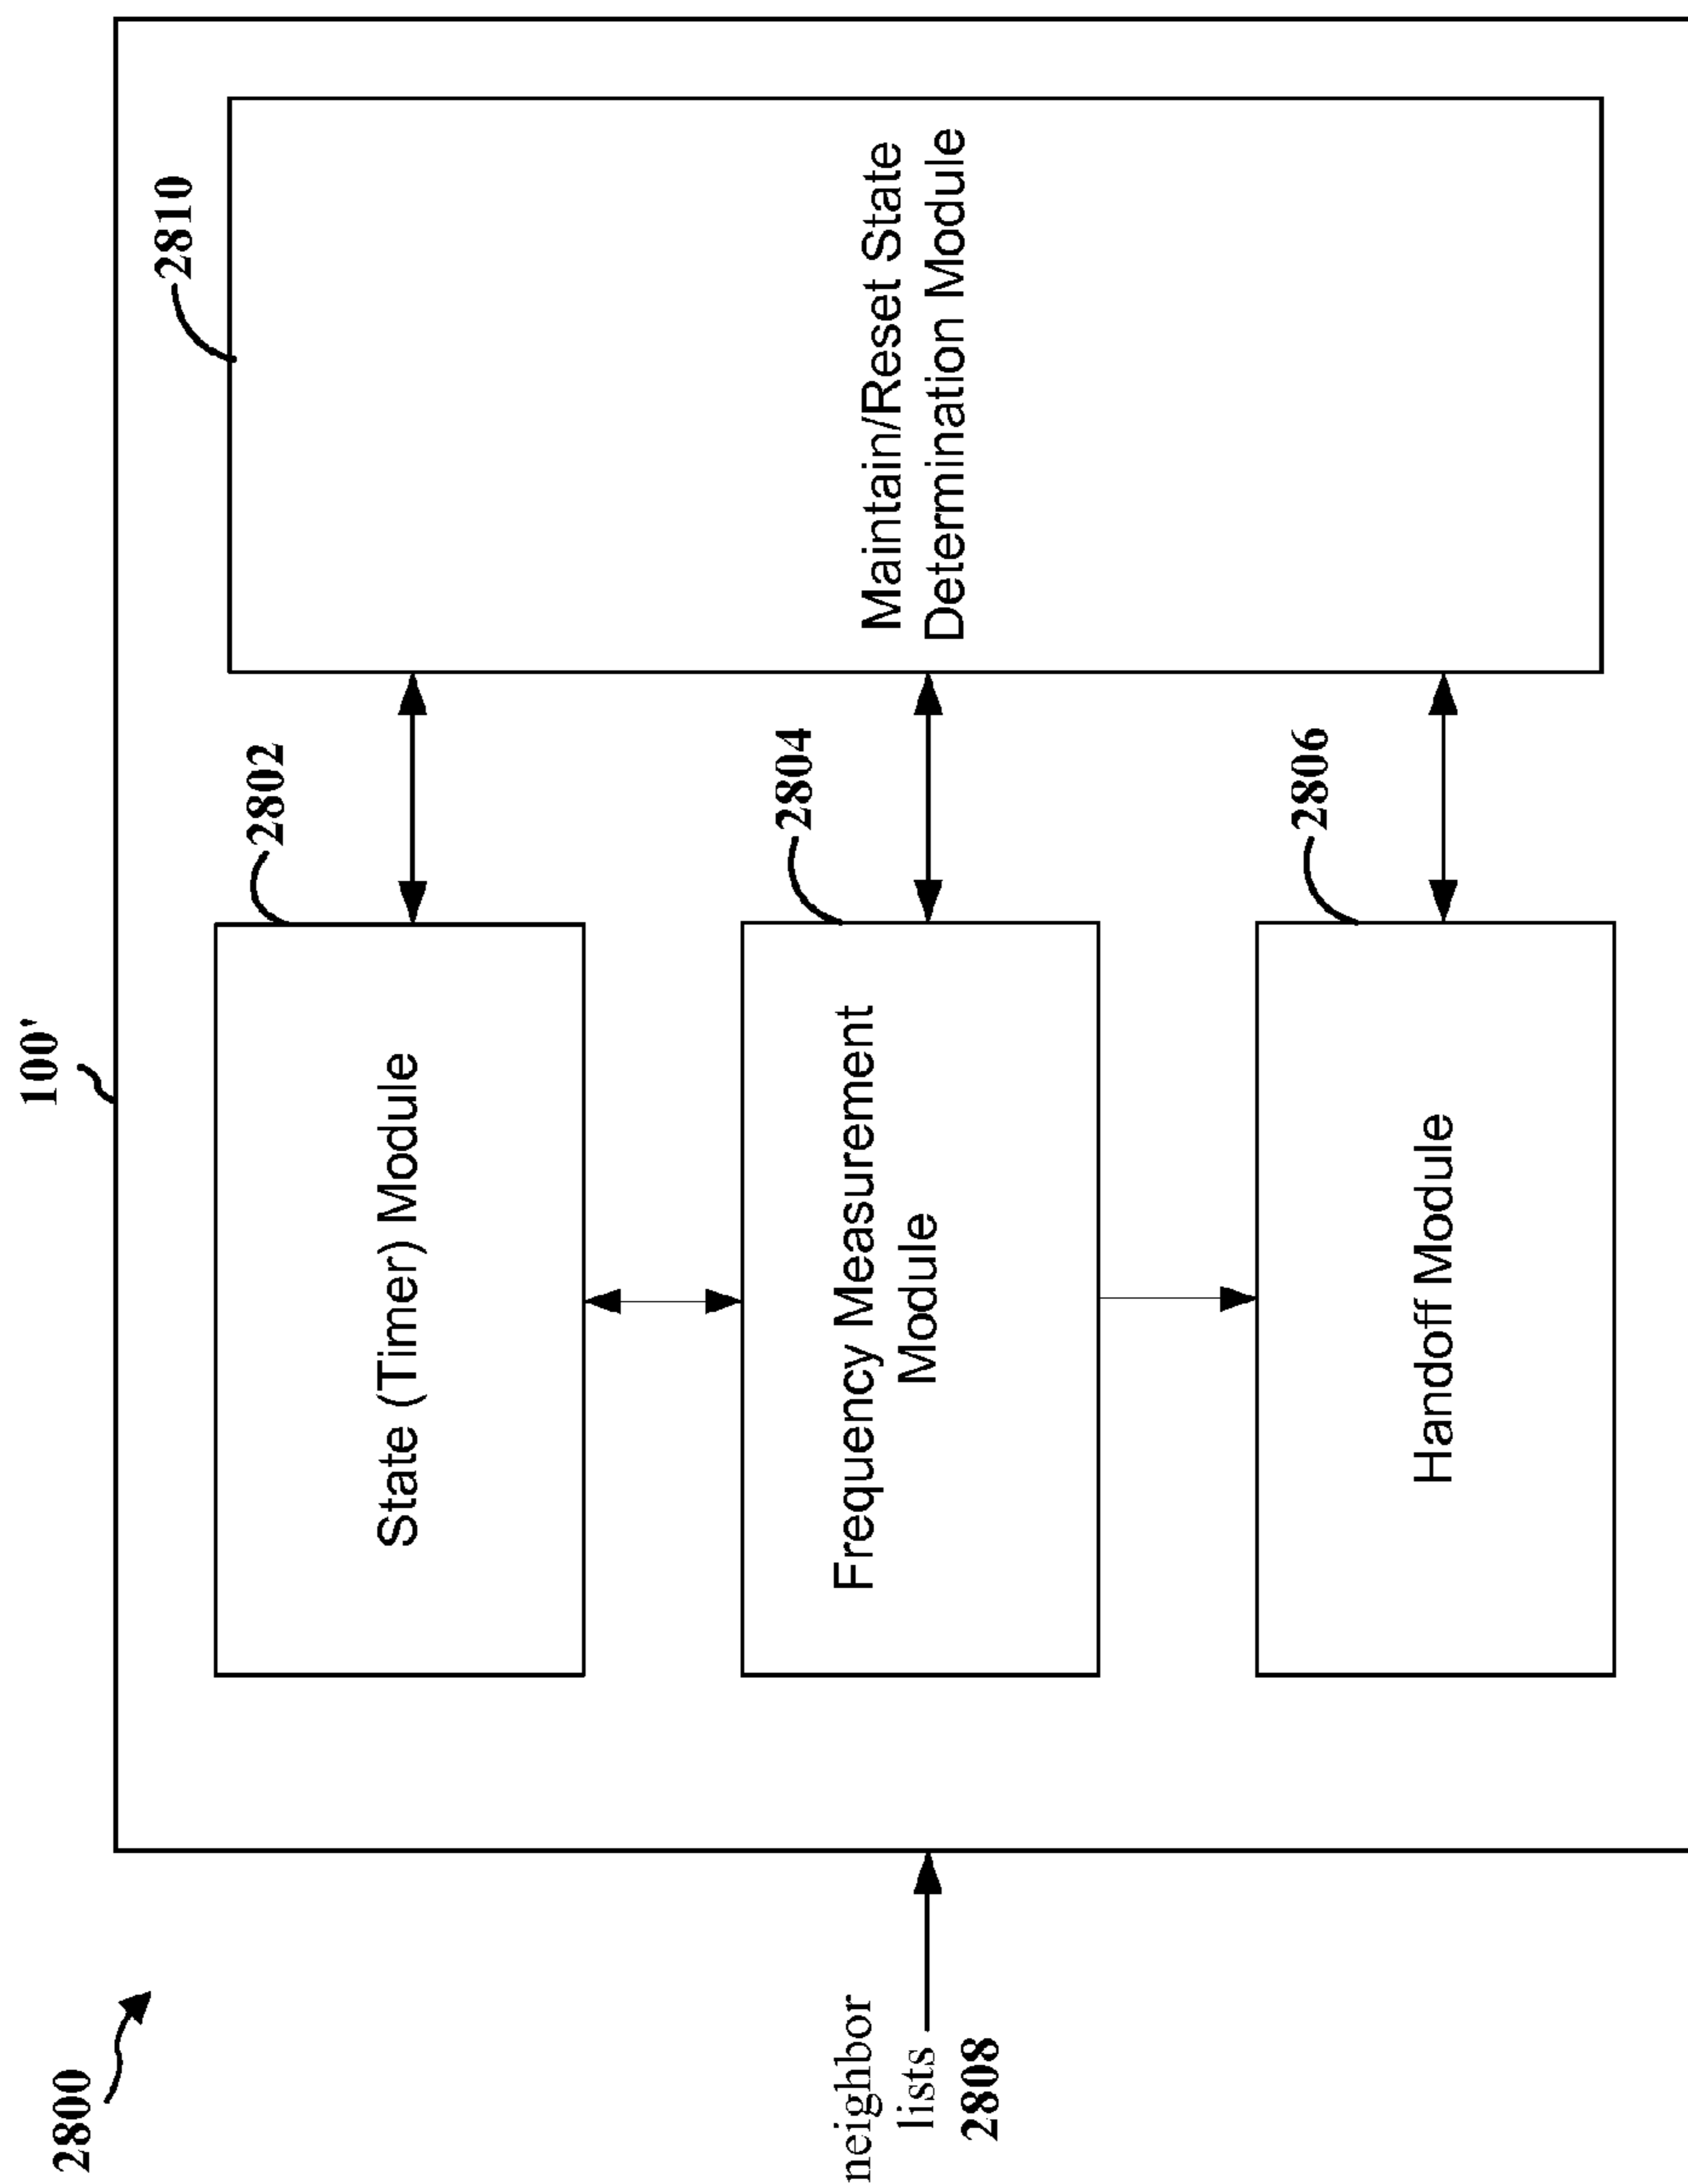 2800
100'
neighbor
lists
2808
State (Timer) Module
2802
Frequency Measurement
Module
2804
Handoff Module
2806
Maintain/Reset State
Determination Module
2810